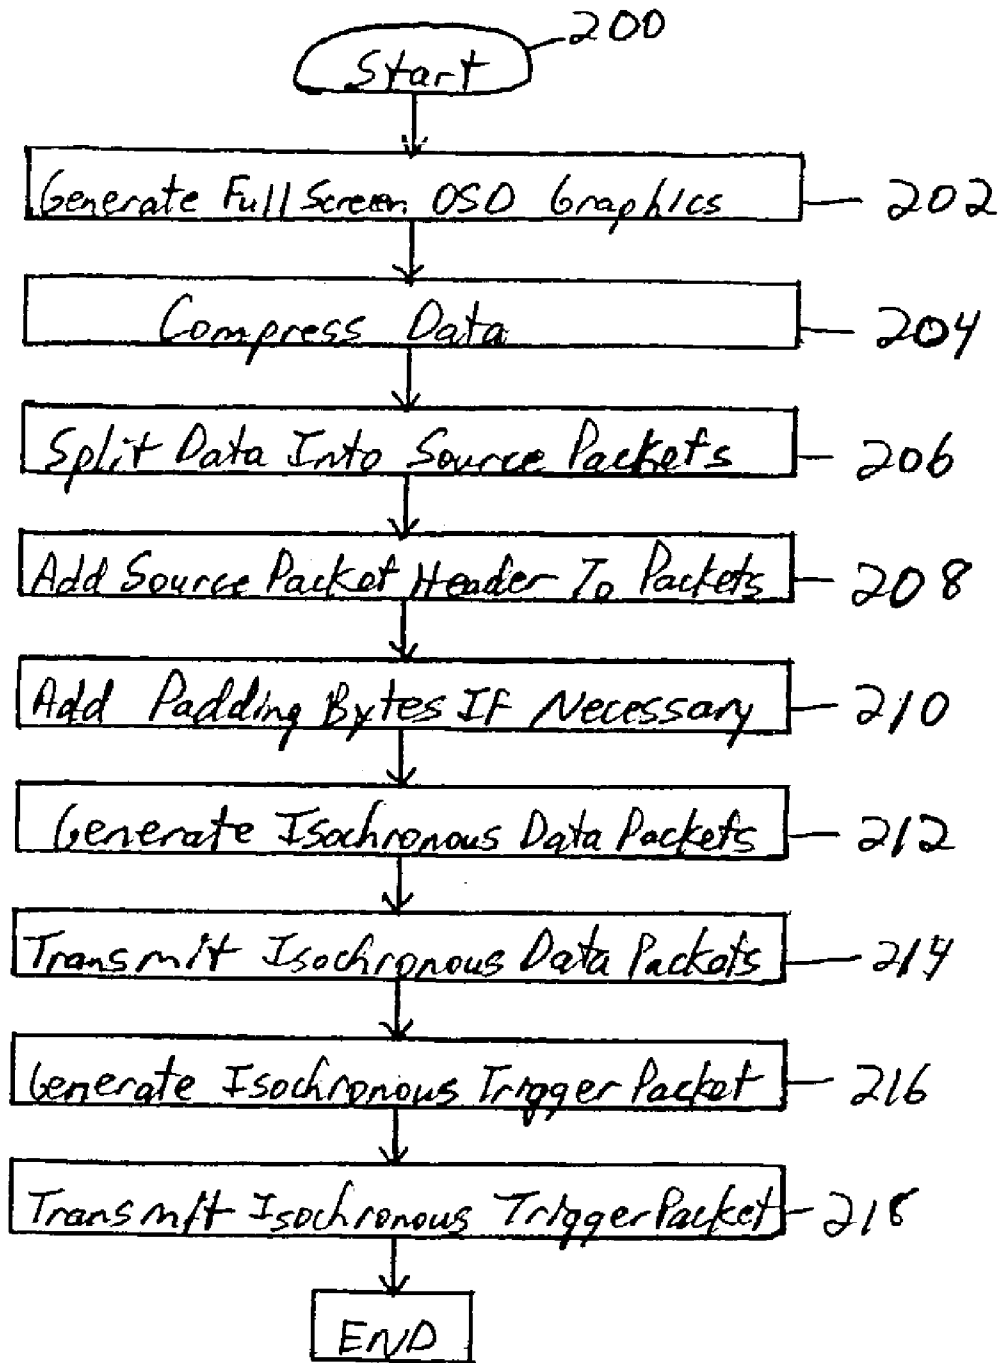 200
Start
Generate Full Screen OSD Graphics 202
Compress Data 204
Split Data Into Source Packets 206
Add Source Packet Header To Packets 208
Add Padding Bytes IF Necessary 210
Generate Isochronous Data Packets 212
Transmit Isochronous Data Packets 214
Generate Isochronous Trigger Packet 216
Transmit Isochronous Trigger Packet 218
END